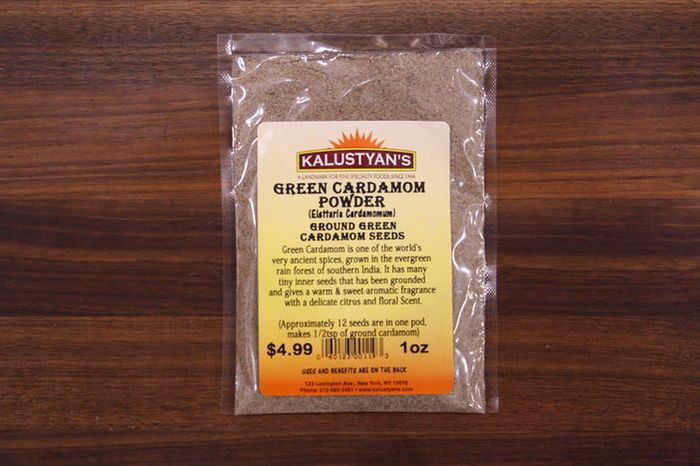 KALUSTYAN'S
A LANDMARK FOR FINE SPECIALTY FOODS SINCE 1944
GREEN CARDAMOM
POWDER
(Elettaria Cardamomum)
GROUND GREEN
CARDAMOM SEEDS
Green Cardamom is one of the world's
very ancient spices, grown in the evergreen
rain forest of southern India. It has many
tiny inner seeds that has been grounded
and gives a warm & sweet-aromatic fragrance
with a delicate citrus and floral Scent.
(Approximately 12 seeds are in one pod,
makes 1/2tsp of ground cardamom)
$4.99 1oz
USES AND BENEFITS ARE ON THE BACK
123 Lexington Ave., New York, NY 10016
Phone: 212-685-3451 • www.kalustyans.com